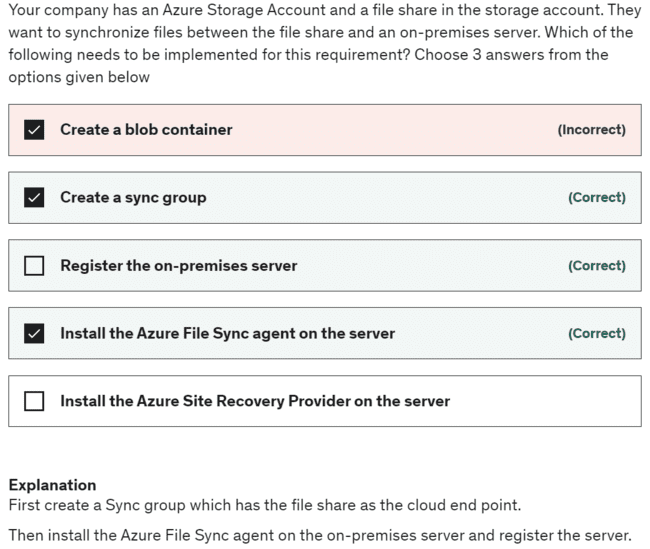 Your company has an Azure Storage Account and a file share in the storage account. They
want to synchronize files between the file share and an on-premises server. Which of the
following needs to be implemented for this requirement? Choose 3 answers from the
options given below
Create a blob container (Incorrect)
Create a sync group (Correct)
Register the on-premises server (Correct)
Install the Azure File Sync agent on the server (Correct)
Install the Azure Site Recovery Provider on the server
Explanation
First create a Sync group which has the file share as the cloud end point.
Then install the Azure File Sync agent on the on-premises server and register the server.